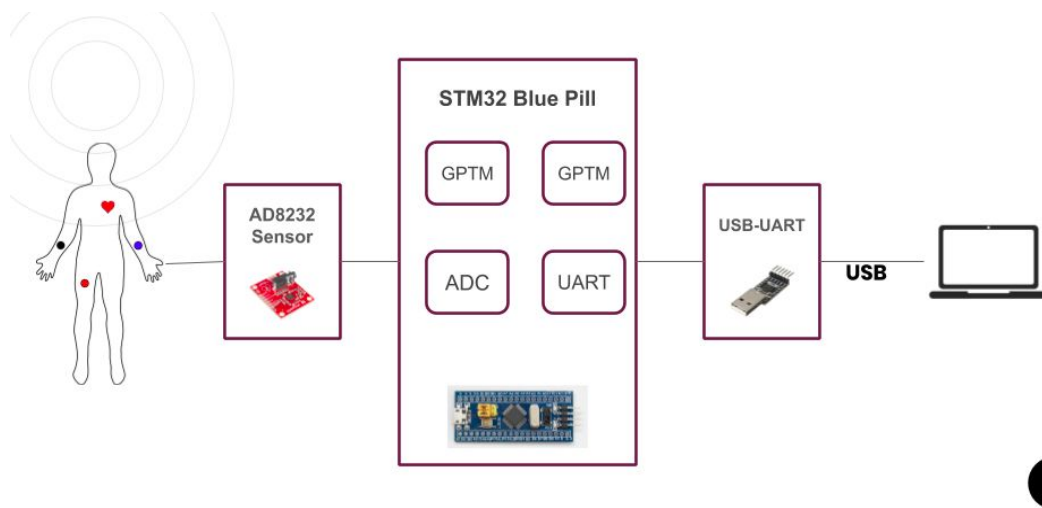 STM32 Blue Pill
GPTM
GPTM
AD8232
Sensor
USB-UART
ADC
UART
USB